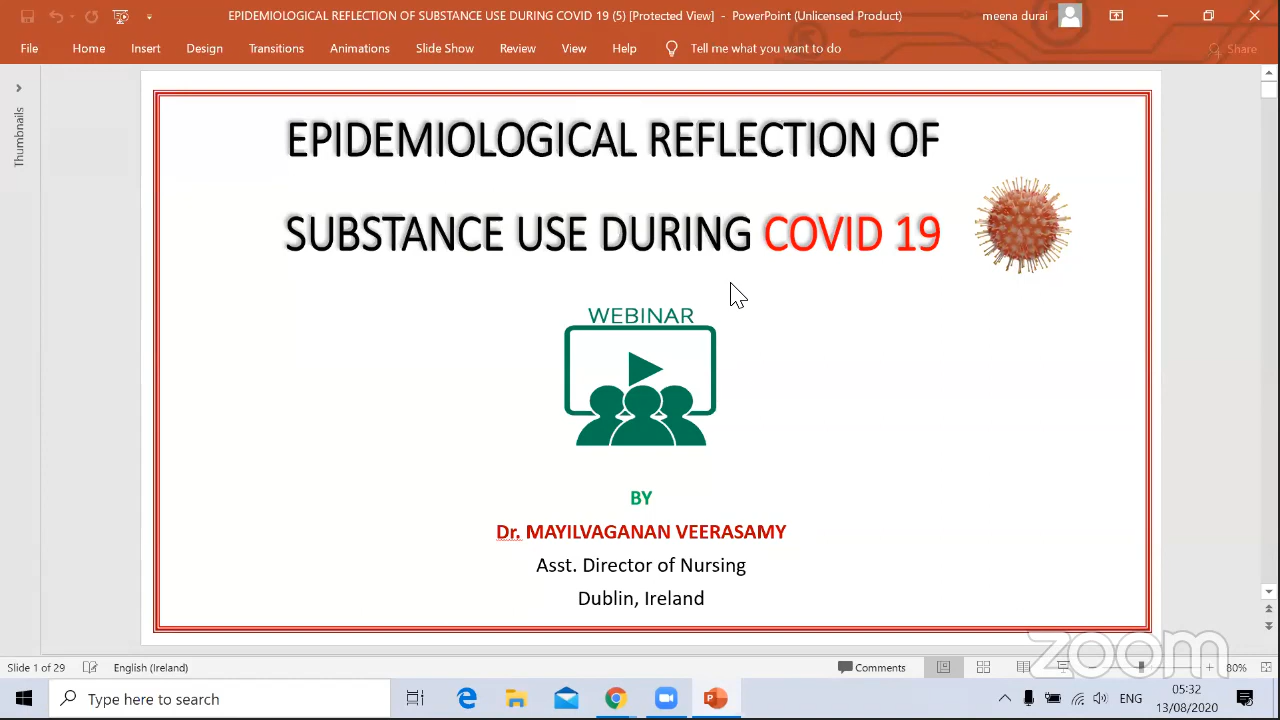 EPIDEMIOLOGICAL REFLECTION OF SUBSTANCE USE DURING COVID 19 (5) [Protected View] - PowerPoint (Unlicensed Product)
meena durai
File Home Insert Design Transitions Animations Slide Show Review View Help Tell me what you want to do Share
Thumbnails
EPIDEMIOLOGICAL REFLECTION OF
SUBSTANCE USE DURING COVID 19
WEBINAR
BY
Dr. MAYILVAGANAN VEERASAMY
Asst. Director of Nursing
Dublin, Ireland
zoom
Slide 1 of 29 English (Ireland) Comments 80%
Type here to search
ENG
05:32
13/08/2020